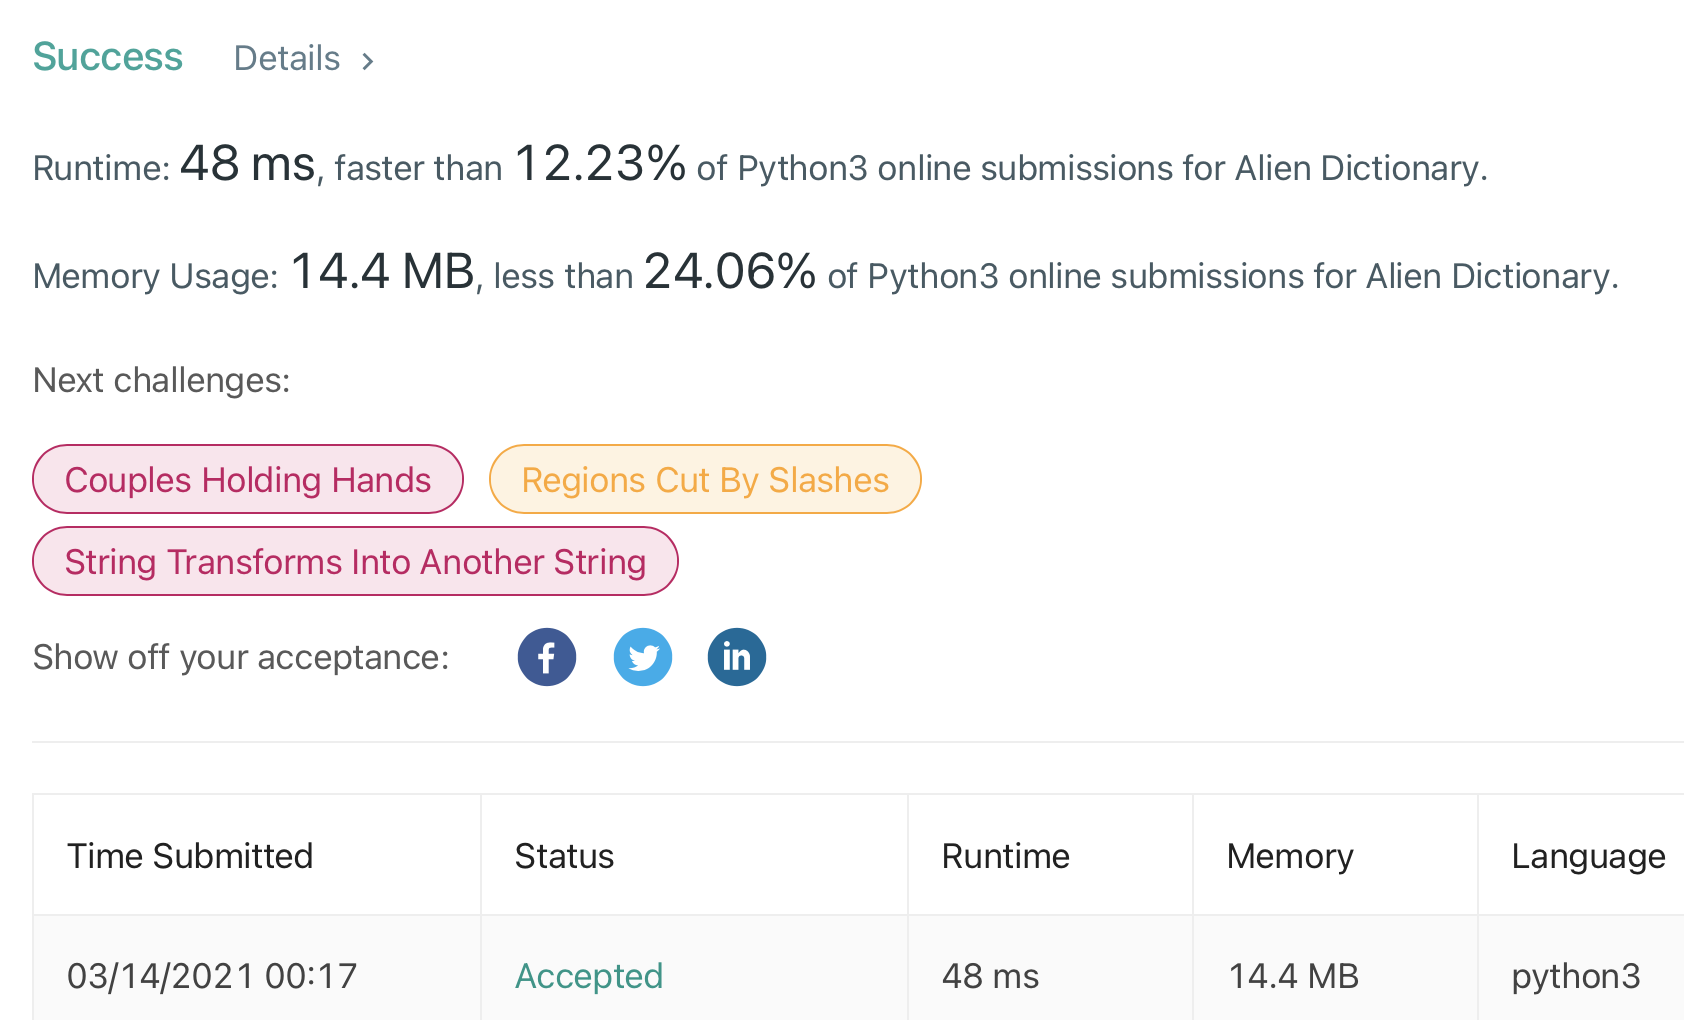 Success Details >
Runtime: 48 ms, faster than 12.23% of Python3 online submissions for Alien Dictionary.
Memory Usage: 14.4 MB, less than 24.06% of Python3 online submissions for Alien Dictionary.
Next challenges:
Couples Holding Hands Regions Cut By Slashes
String Transforms Into Another String
Show off your acceptance: f in
Time Submitted Status Runtime Memory Language
03/14/2021 00:17 Accepted 48 ms 14.4 MB python3